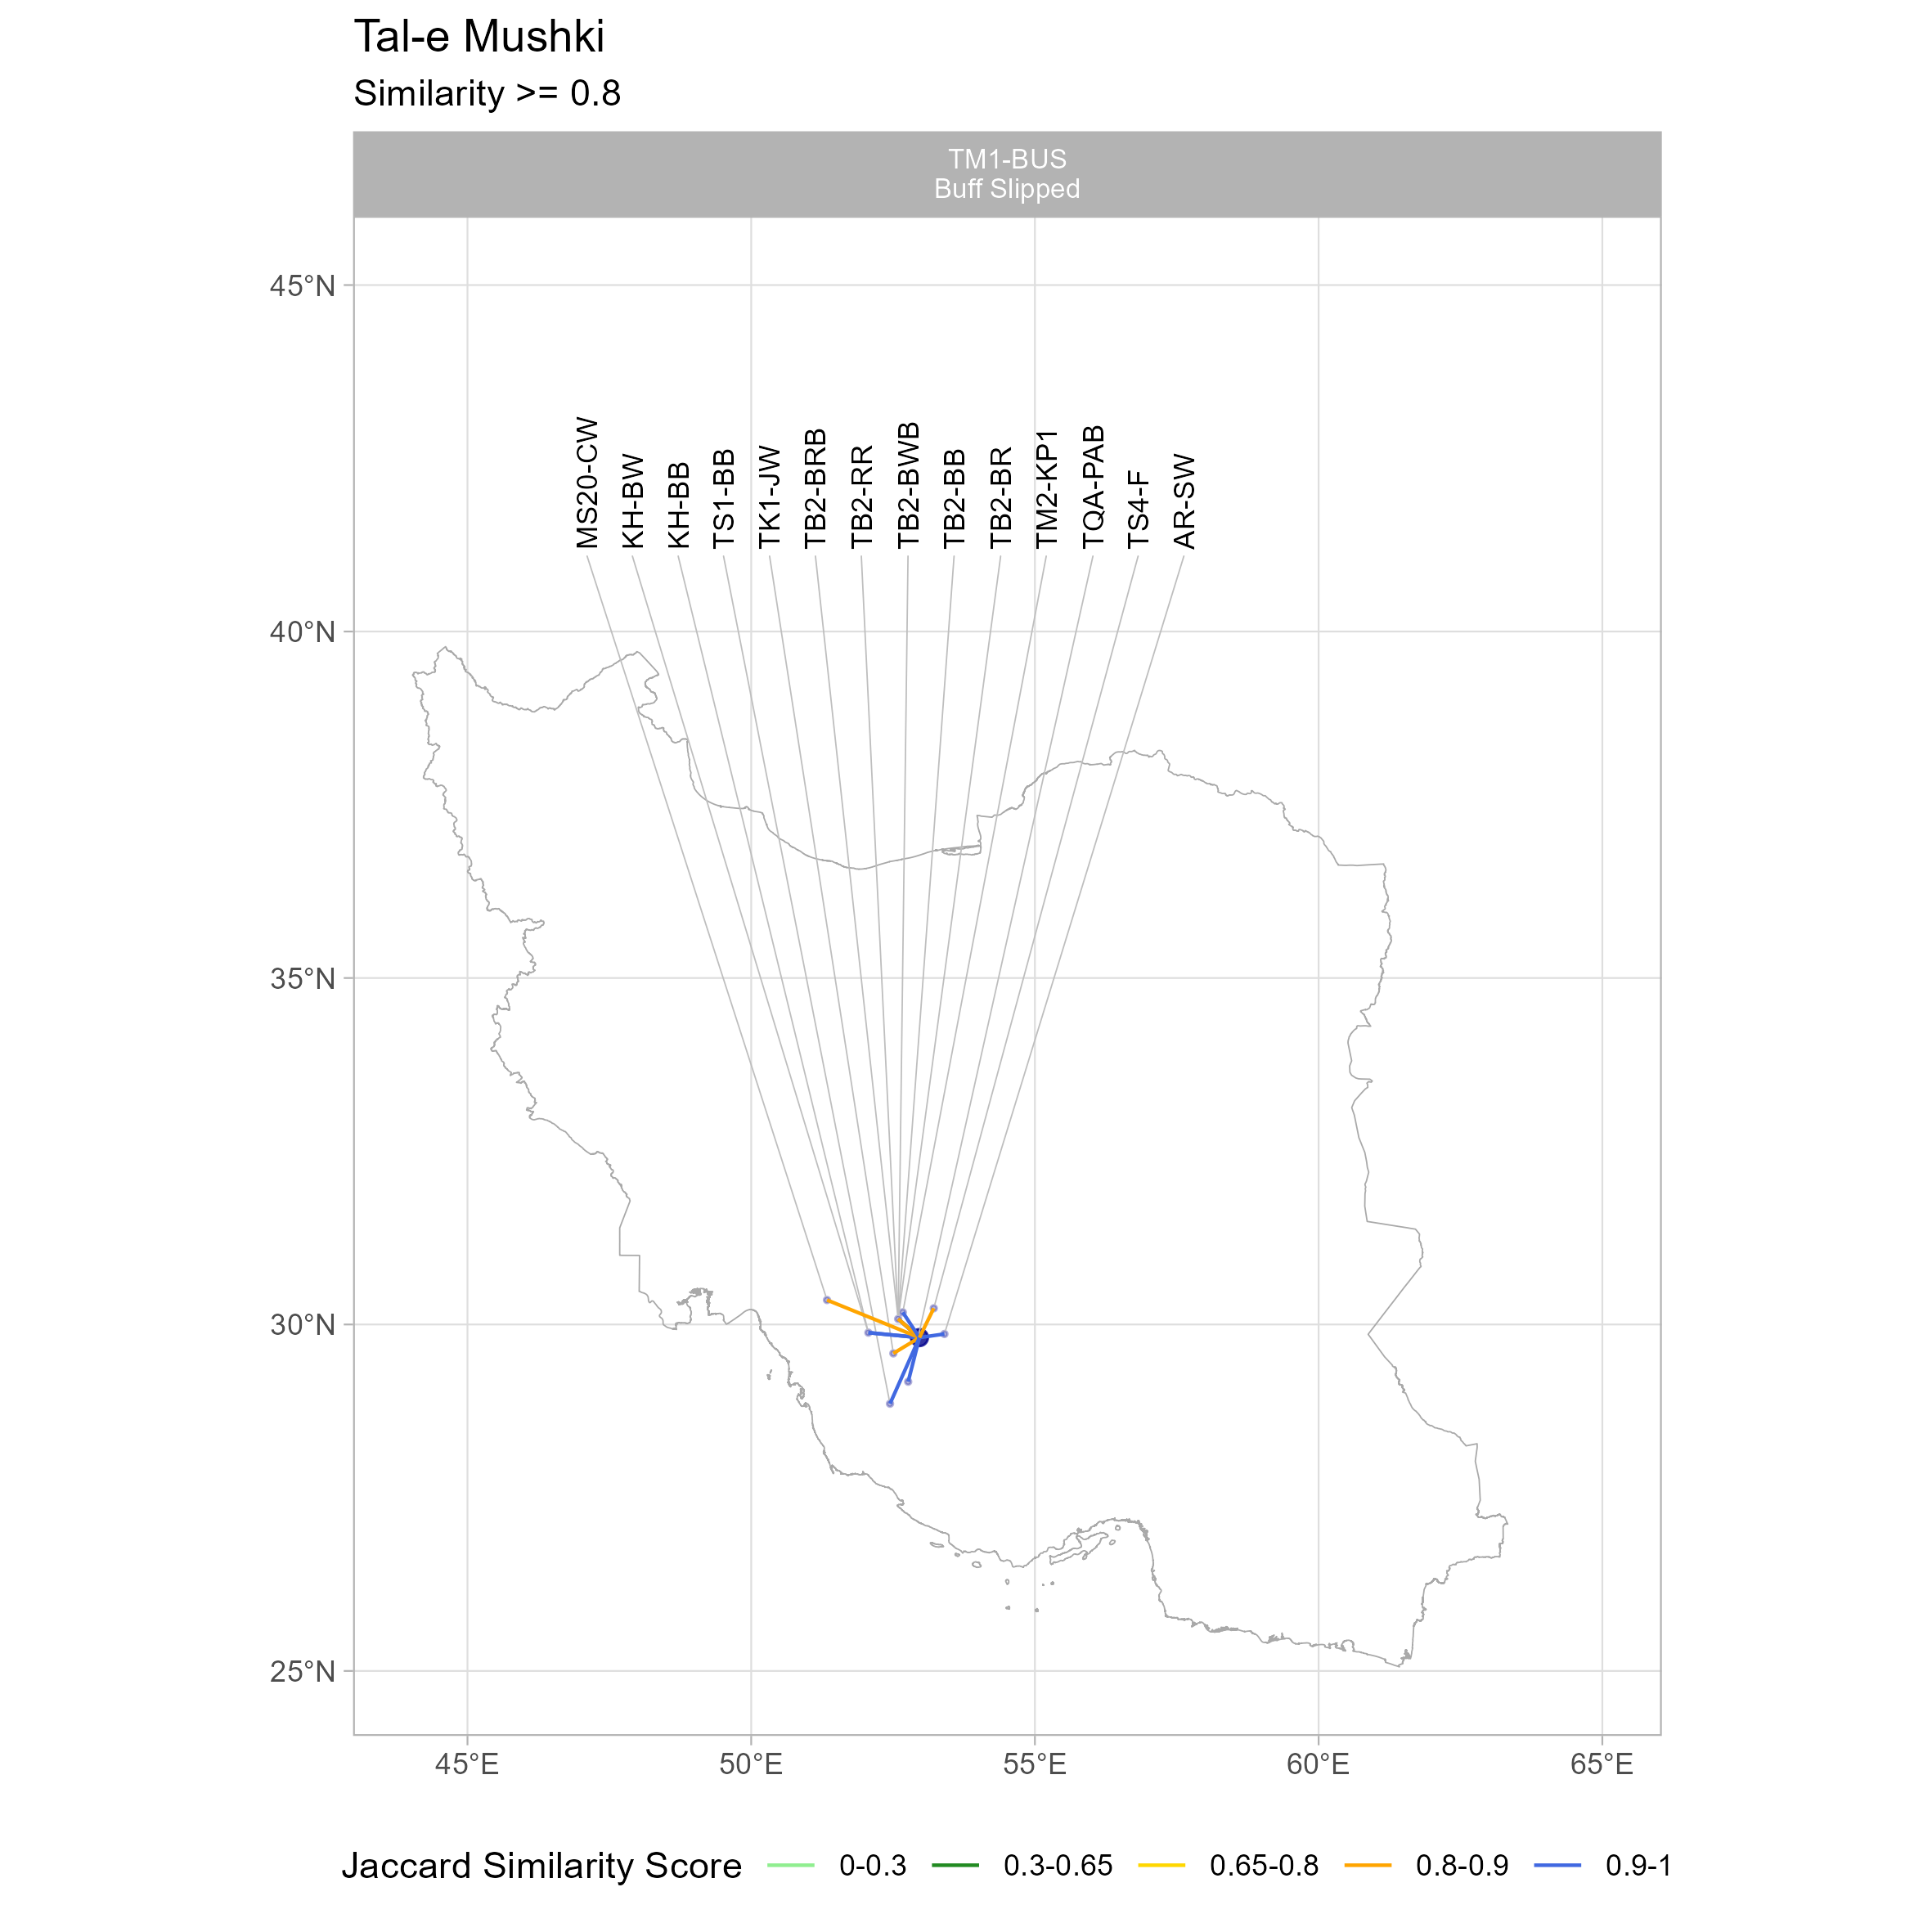 Tal-e Mushki
Similarity >= 0.8
TM1-BUS
Buff Slipped
45°N
40°N
35°N
30°N
25°N
MS20-CW
KH-BW
KH-BB
TS1-BB
TK1-JW
TB2-BRB
TB2-RR
TB2-BWB
TB2-BB
TB2-BR
TM2-KP1
TQA-PAB
TS4-F
AR-SW
45°E 50°E 55°E 60°E 65°E
Jaccard Similarity Score 0-0.3 0.3-0.65 0.65-0.8 0.8-0.9 0.9-1